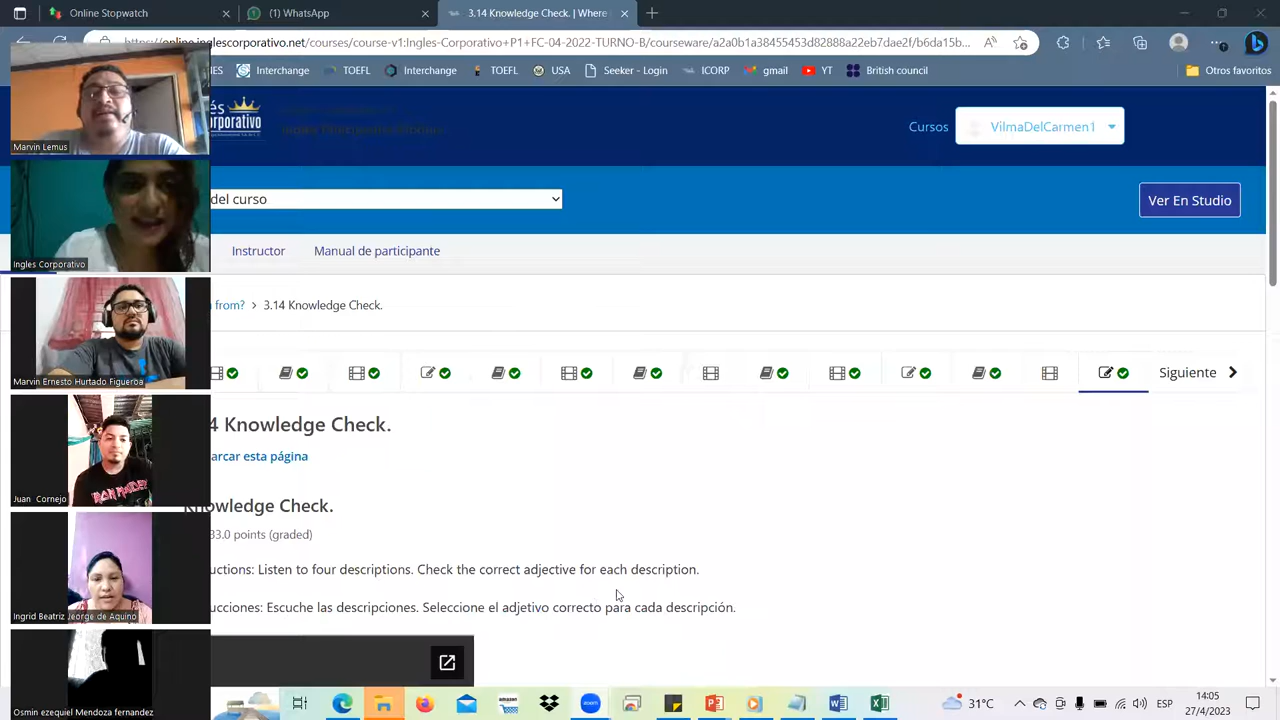 (1) WhatsApp
3.14 Knowledge Check. | Where
online.inglescorporativo.net/courses/course-v1:Ingles-Corporativo+P1+FC-04-2022-TURNO-B/courseware/a2a0b1a38455453d82888a22eb7dae2f/b6da15b...
ES Interchange TOEFL Interchange TOEFL USA Seeker - Login ICORP gmail YT British council Otros favoritos
és
orporativo
Cursos VilmaDelCarmen1
Marvin Lemus
del curso
Ver En Studio
Instructor Manual de participante
Ingles Corporativo
from? > 3.14 Knowledge Check.
Siguiente
Marvin Ernesto Hurtado Figueroa
4 Knowledge Check.
arcar esta página
Juan Cornejo
Knowledge Check.
33.0 points (graded)
uctions: Listen to four descriptions. Check the correct adjective for each description.
ucciones: Escuche las descripciones. Seleccione el adjetivo correcto para cada descripción.
Ingrid Beatriz Jeorge de Aquino
Osmin ezequiel Mendoza fernandez
amazon
zoom
31°C
ESP
14:05
27/4/2023